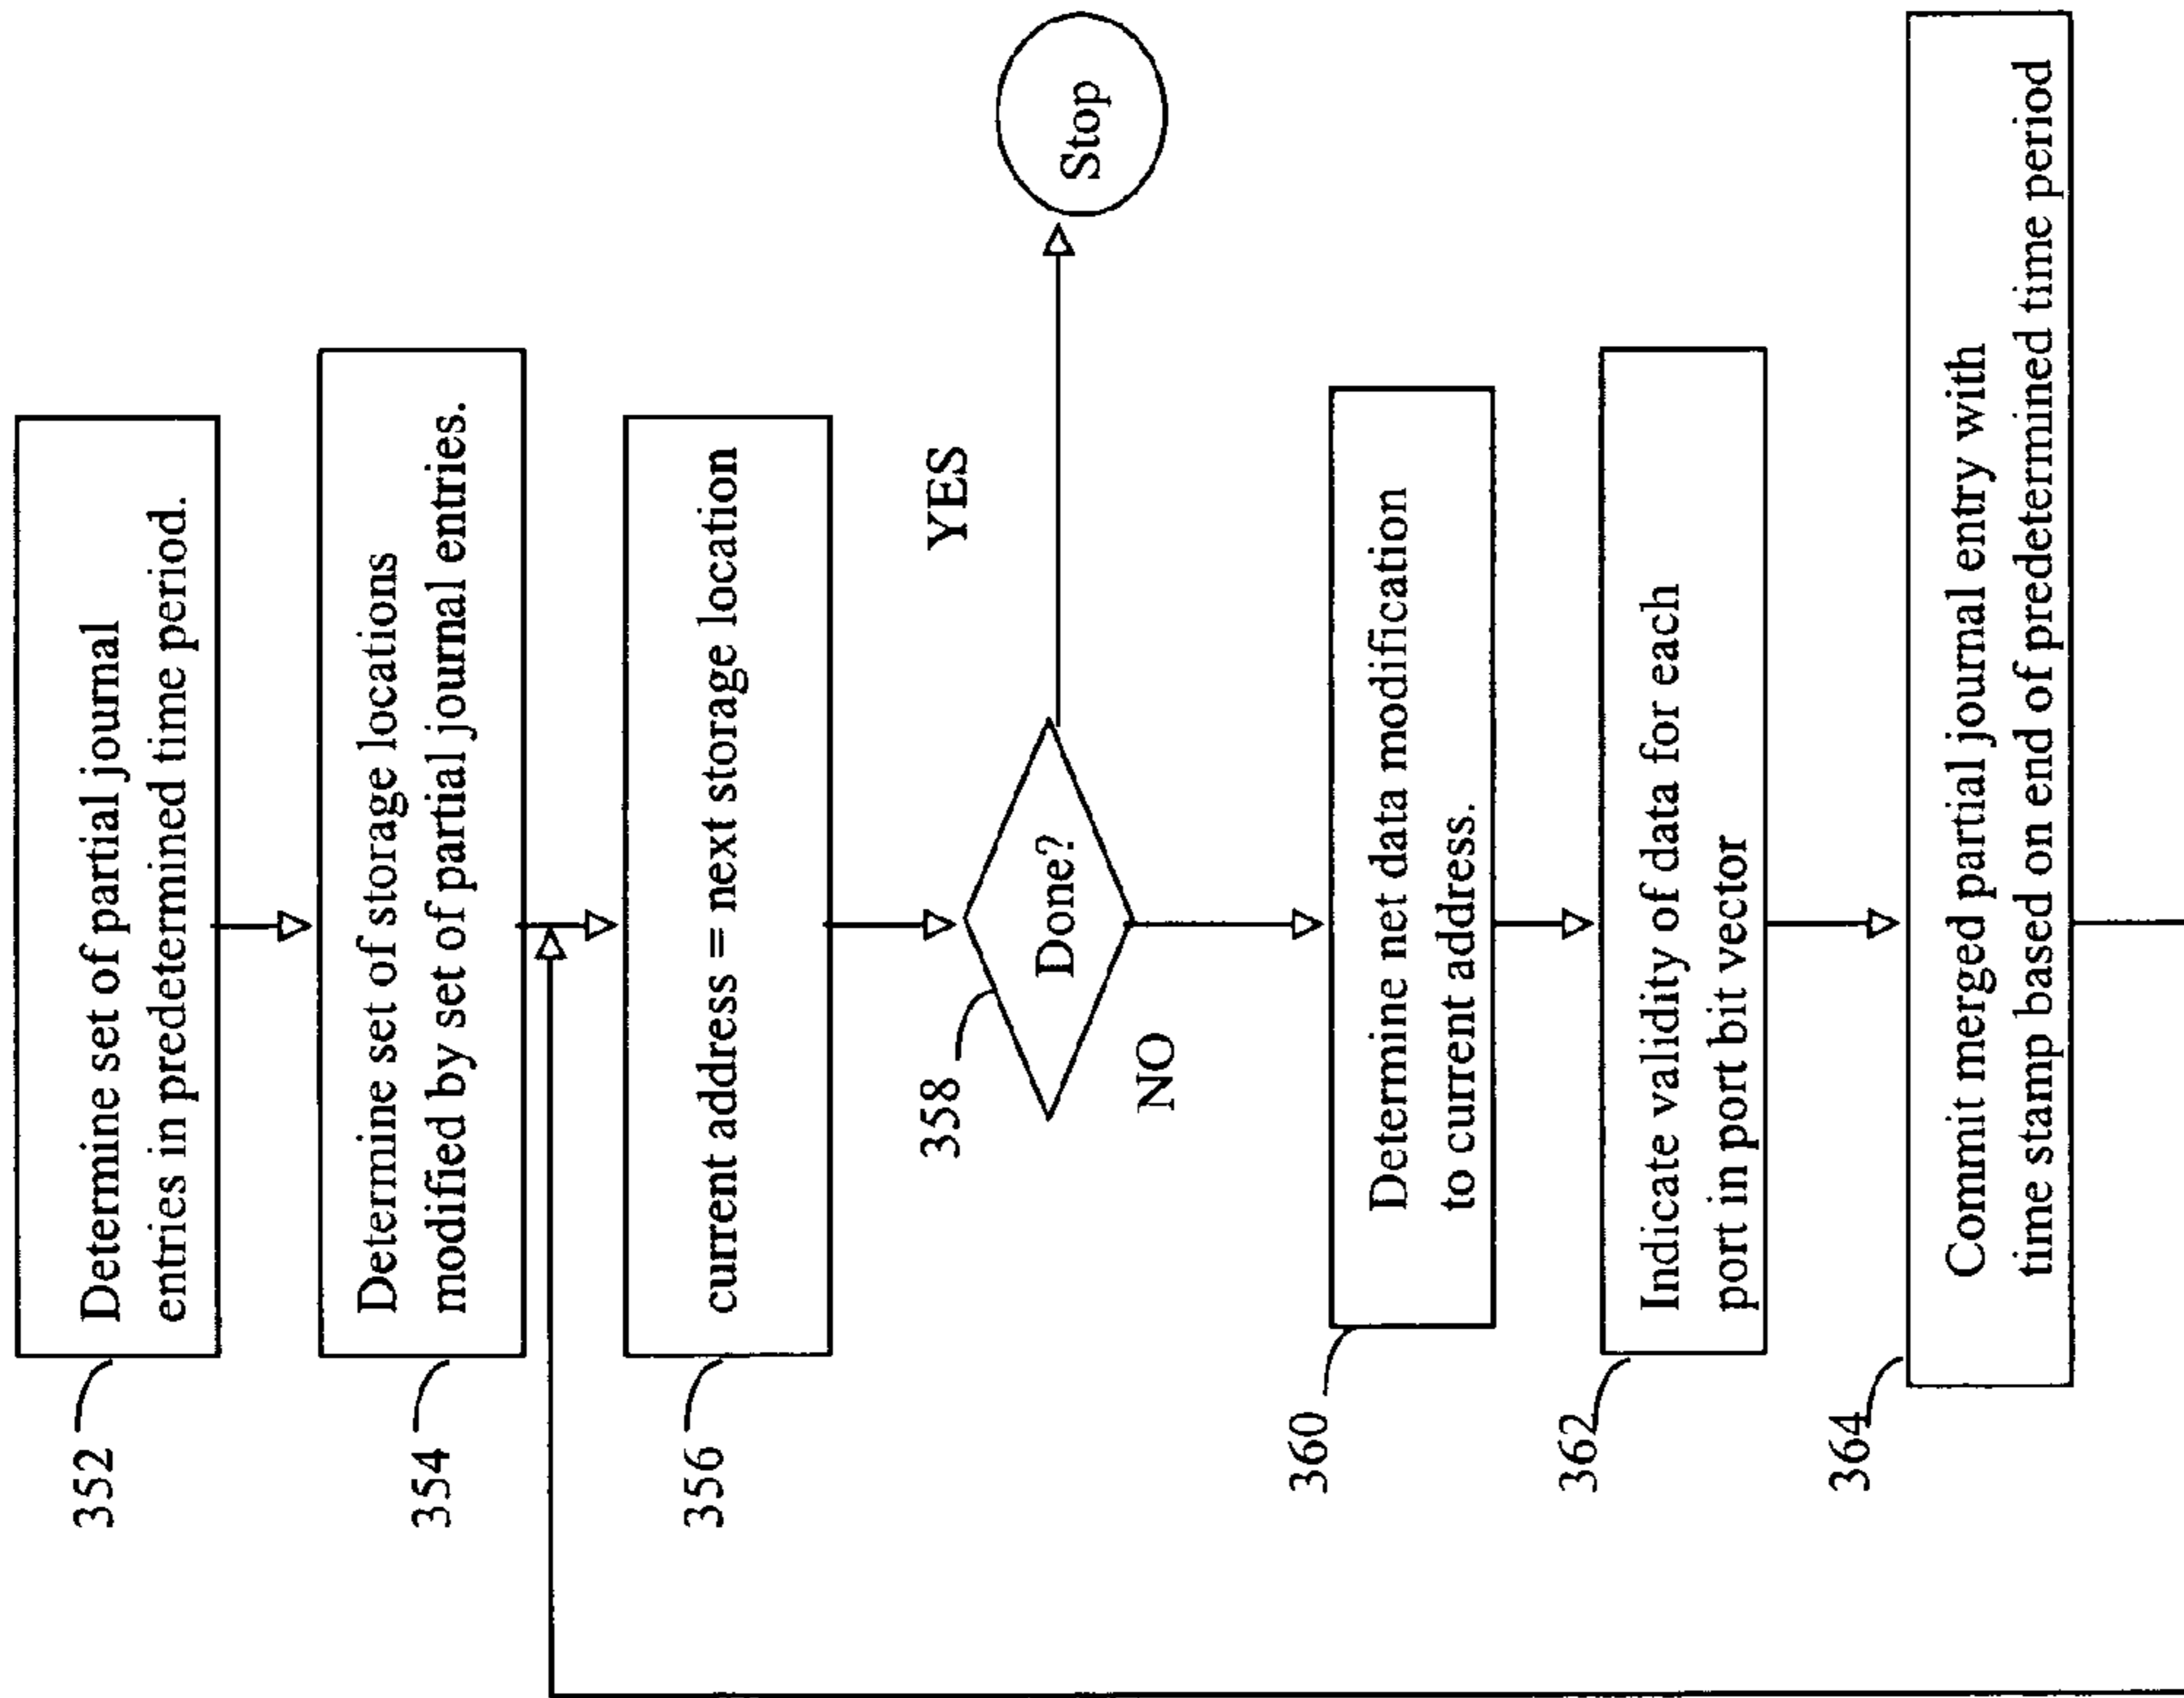 352
Determine set of partial journal
entries in predetermined time period.
354
Determine set of storage locations
modified by set of partial journal entries.
356
current address = next storage location
358
Done?
YES
Stop
NO
360
Determine net data modification
to current address.
362
Indicate validity of data for each
port in port bit vector
364
Commit merged partial journal entry with
time stamp based on end of predetermined time period